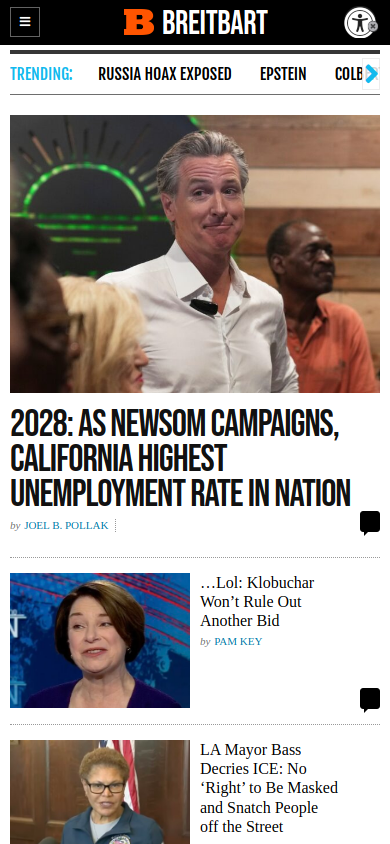 BREITBART
TRENDING:
RUSSIA HOAX EXPOSED
EPSTEIN
COLB
2028: AS NEWSOM CAMPAIGNS,
CALIFORNIA HIGHEST
UNEMPLOYMENT RATE IN NATION
by JOEL B. POLLAK
…Lol: Klobuchar
Won’t Rule Out
Another Bid
by PAM KEY
LA Mayor Bass
Decries ICE: No
‘Right’ to Be Masked
and Snatch People
off the Street